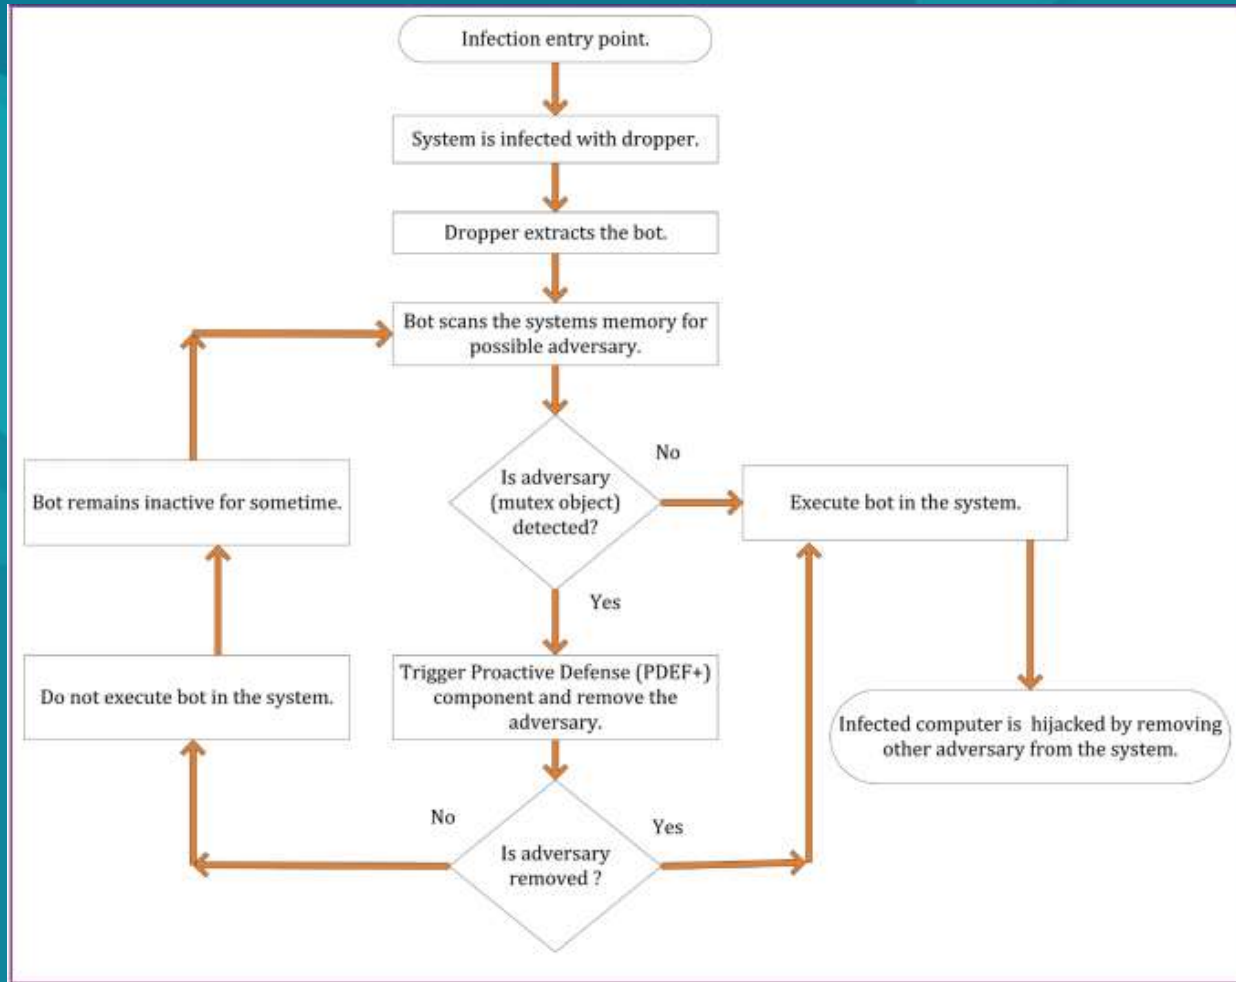 Infection entry point.
System is infected with dropper.
Dropper extracts the bot.
Bot scans the systems memory for
possible adversary.
No
Is adversary
(mutex object)
detected?
Bot remains inactive for sometime.
Execute bot in the system.
Yes
Trigger Proactive Defense (PDEF+)
component and remove the
adversary.
Do not execute bot in the system.
Infected computer is hijacked by removing
other adversary from the system.
No
Yes
Is adversary
removed ?